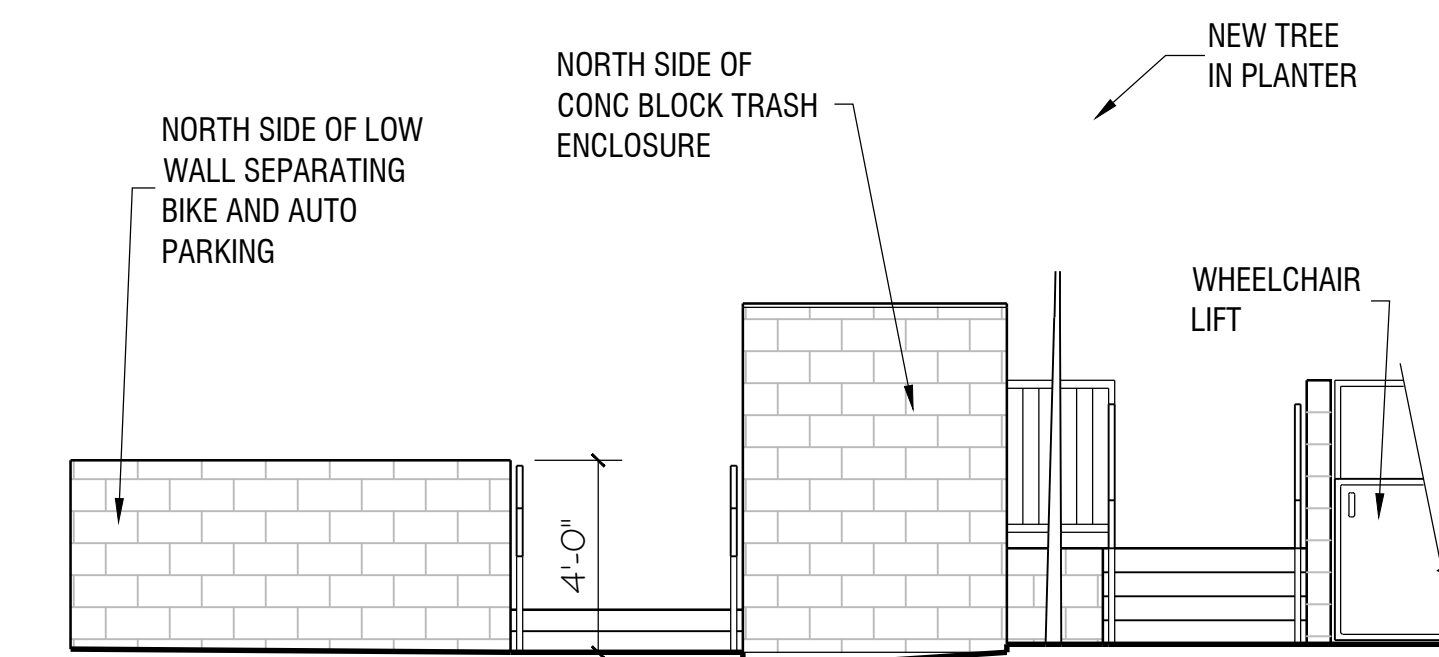 NEW TREE
IN PLANTER
NORTH SIDE OF
CONC BLOCK TRASH
ENCLOSURE
NORTH SIDE OF LOW
WALL SEPARATING
BIKE AND AUTO
PARKING
WHEELCHAIR
LIFT
4'-0"